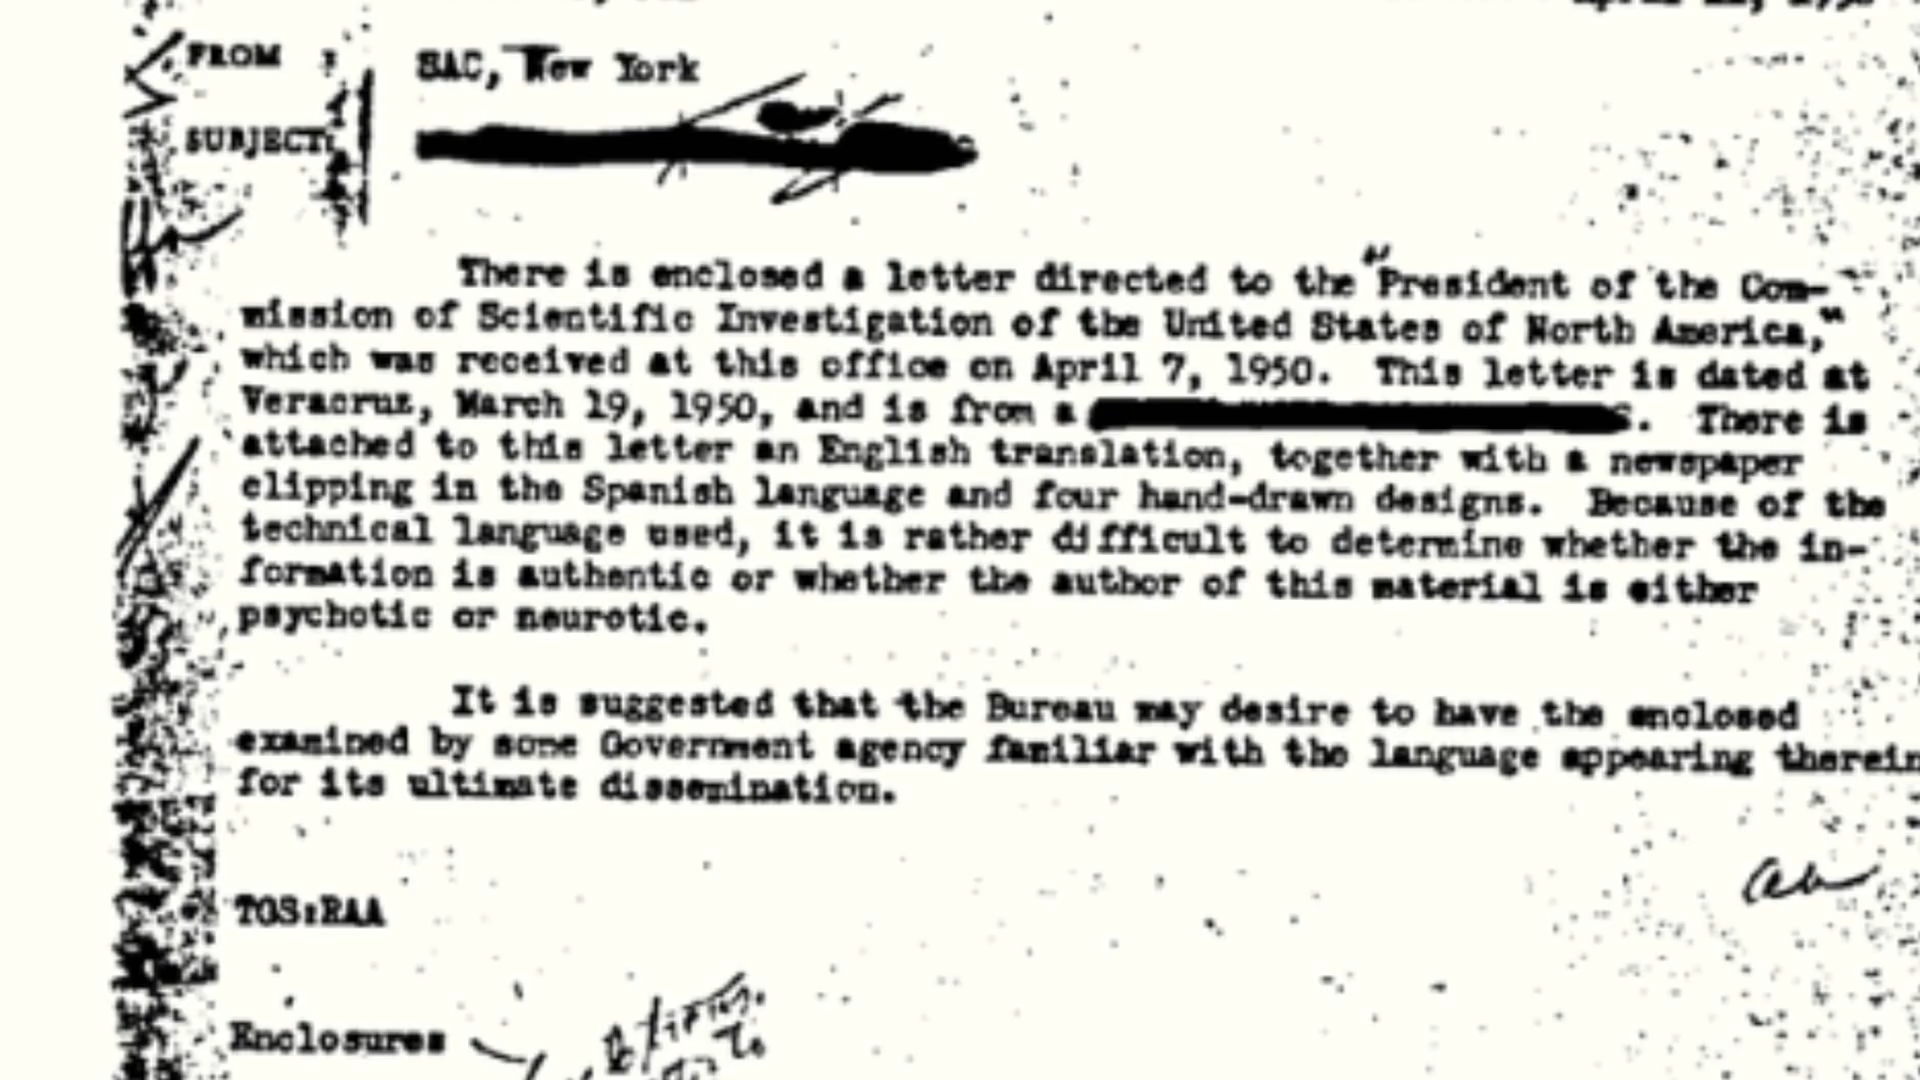 FROM :
SAC, New York
SUBJECT:
There is enclosed a letter directed to the "President of the Com-
mission of Scientific Investigation of the United States of North America,"
which was received at this office on April 7, 1950. This letter is dated at
Veracruz, March 19, 1950, and is from a . There is
attached to this letter an English translation, together with a newspaper
clipping in the Spanish language and four hand-drawn designs. Because of the
technical language used, it is rather difficult to determine whether the in-
formation is authentic or whether the author of this material is either
psychotic or neurotic.
It is suggested that the Bureau may desire to have the enclosed
examined by some Government agency familiar with the language appearing therein
for its ultimate dissemination.
TGS:RAA
Enclosures